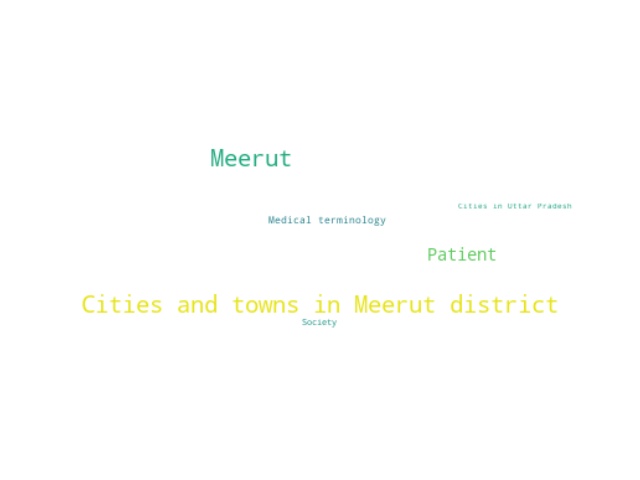 Meerut
Cities in Uttar Pradesh
Medical terminology
Patient
Cities and towns in Meerut district
Society